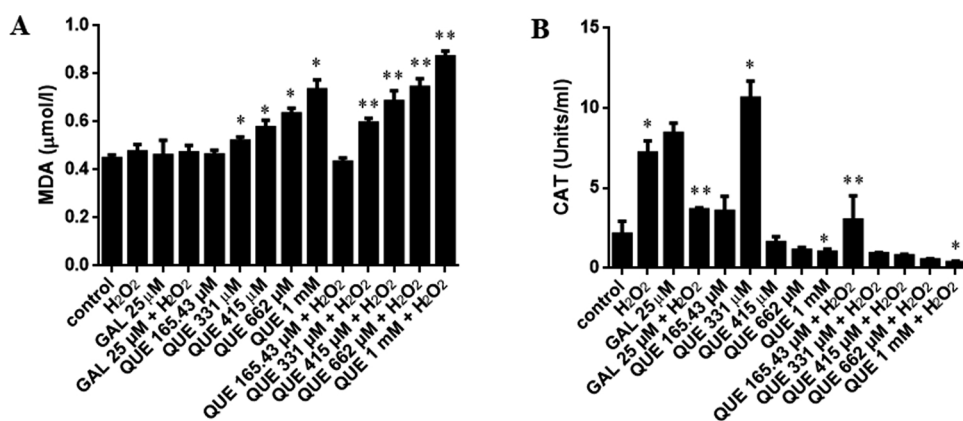 A
MDA (μmol/l)
1.0
0.8
0.6
0.4
0.2
0.0
*
*
*
*
**
**
**
**
control
H₂O₂
GAL 25 μM
GAL 25 μM + H₂O₂
QUE 165.43 μM
QUE 331 μM
QUE 415 μM
QUE 662 μM
QUE 1 mM
QUE 165.43 μM + H₂O₂
QUE 331 μM + H₂O₂
QUE 415 μM + H₂O₂
QUE 662 μM + H₂O₂
QUE 1 mM + H₂O₂
B
CAT (Units/ml)
15
10
5
0
*
**
*
*
**
*
control
H₂O₂
GAL 25 μM
GAL 25 μM + H₂O₂
QUE 165.43 μM
QUE 331 μM
QUE 415 μM
QUE 662 μM
QUE 1 mM
QUE 165.43 μM + H₂O₂
QUE 331 μM + H₂O₂
QUE 415 μM + H₂O₂
QUE 662 μM + H₂O₂
QUE 1 mM + H₂O₂